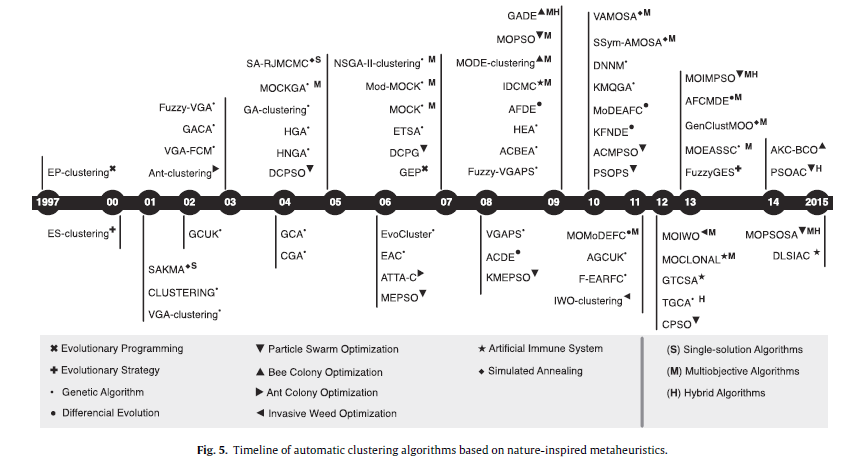 GADE▲MH
MOPSO▼M
MODE-clustering▲M
IDCMC★M
AFDE●
HEA•
ACBEA•
Fuzzy-VGAPS•
VAMOSA◆M
SSym-AMOSA◆M
DNNM•
KMQGA•
MoDEAFC●
KFNDE●
ACMPSO▼
PSOPS▼
SA-RJMCMC◆S
MOCKGA• M
GA-clustering•
HGA•
HNGA•
DCPSO▼
NSGA-II-clustering• M
Mod-MOCK• M
MOCK• M
ETSA•
DCPG▼
GEP✖
MOIMPSO▼MH
AFCMDE●M
GenClustMOO◆M
MOEASSC• M
FuzzyGES✚
Fuzzy-VGA•
GACA•
VGA-FCM•
Ant-clustering▶
EP-clustering✖
AKC-BCO▲
PSOAC▼H
1997 00 01 02 03 04 05 06 07 08 09 10 11 12 13 14 2015
ES-clustering✚
SAKMA◆S
CLUSTERING•
VGA-clustering•
GCUK•
GCA•
CGA•
EvoCluster•
EAC•
ATTA-C▶
MEPSO▼
VGAPS•
ACDE●
KMEPSO▼
MOMoDEFC●M
AGCUK•
F-EARFC•
IWO-clustering◀
MOIWO◀M
MOCLONAL★M
GTCSA★
TGCA• H
CPSO▼
MOPSOSA▼MH
DLSIAC ★
✖ Evolutionary Programming
✚ Evolutionary Strategy
• Genetic Algorithm
● Differencial Evolution
▼ Particle Swarm Optimization
▲ Bee Colony Optimization
▶ Ant Colony Optimization
◀ Invasive Weed Optimization
★ Artificial Immune System
◆ Simulated Annealing
(S) Single-solution Algorithms
(M) Multiobjective Algorithms
(H) Hybrid Algorithms
Fig. 5. Timeline of automatic clustering algorithms based on nature-inspired metaheuristics.